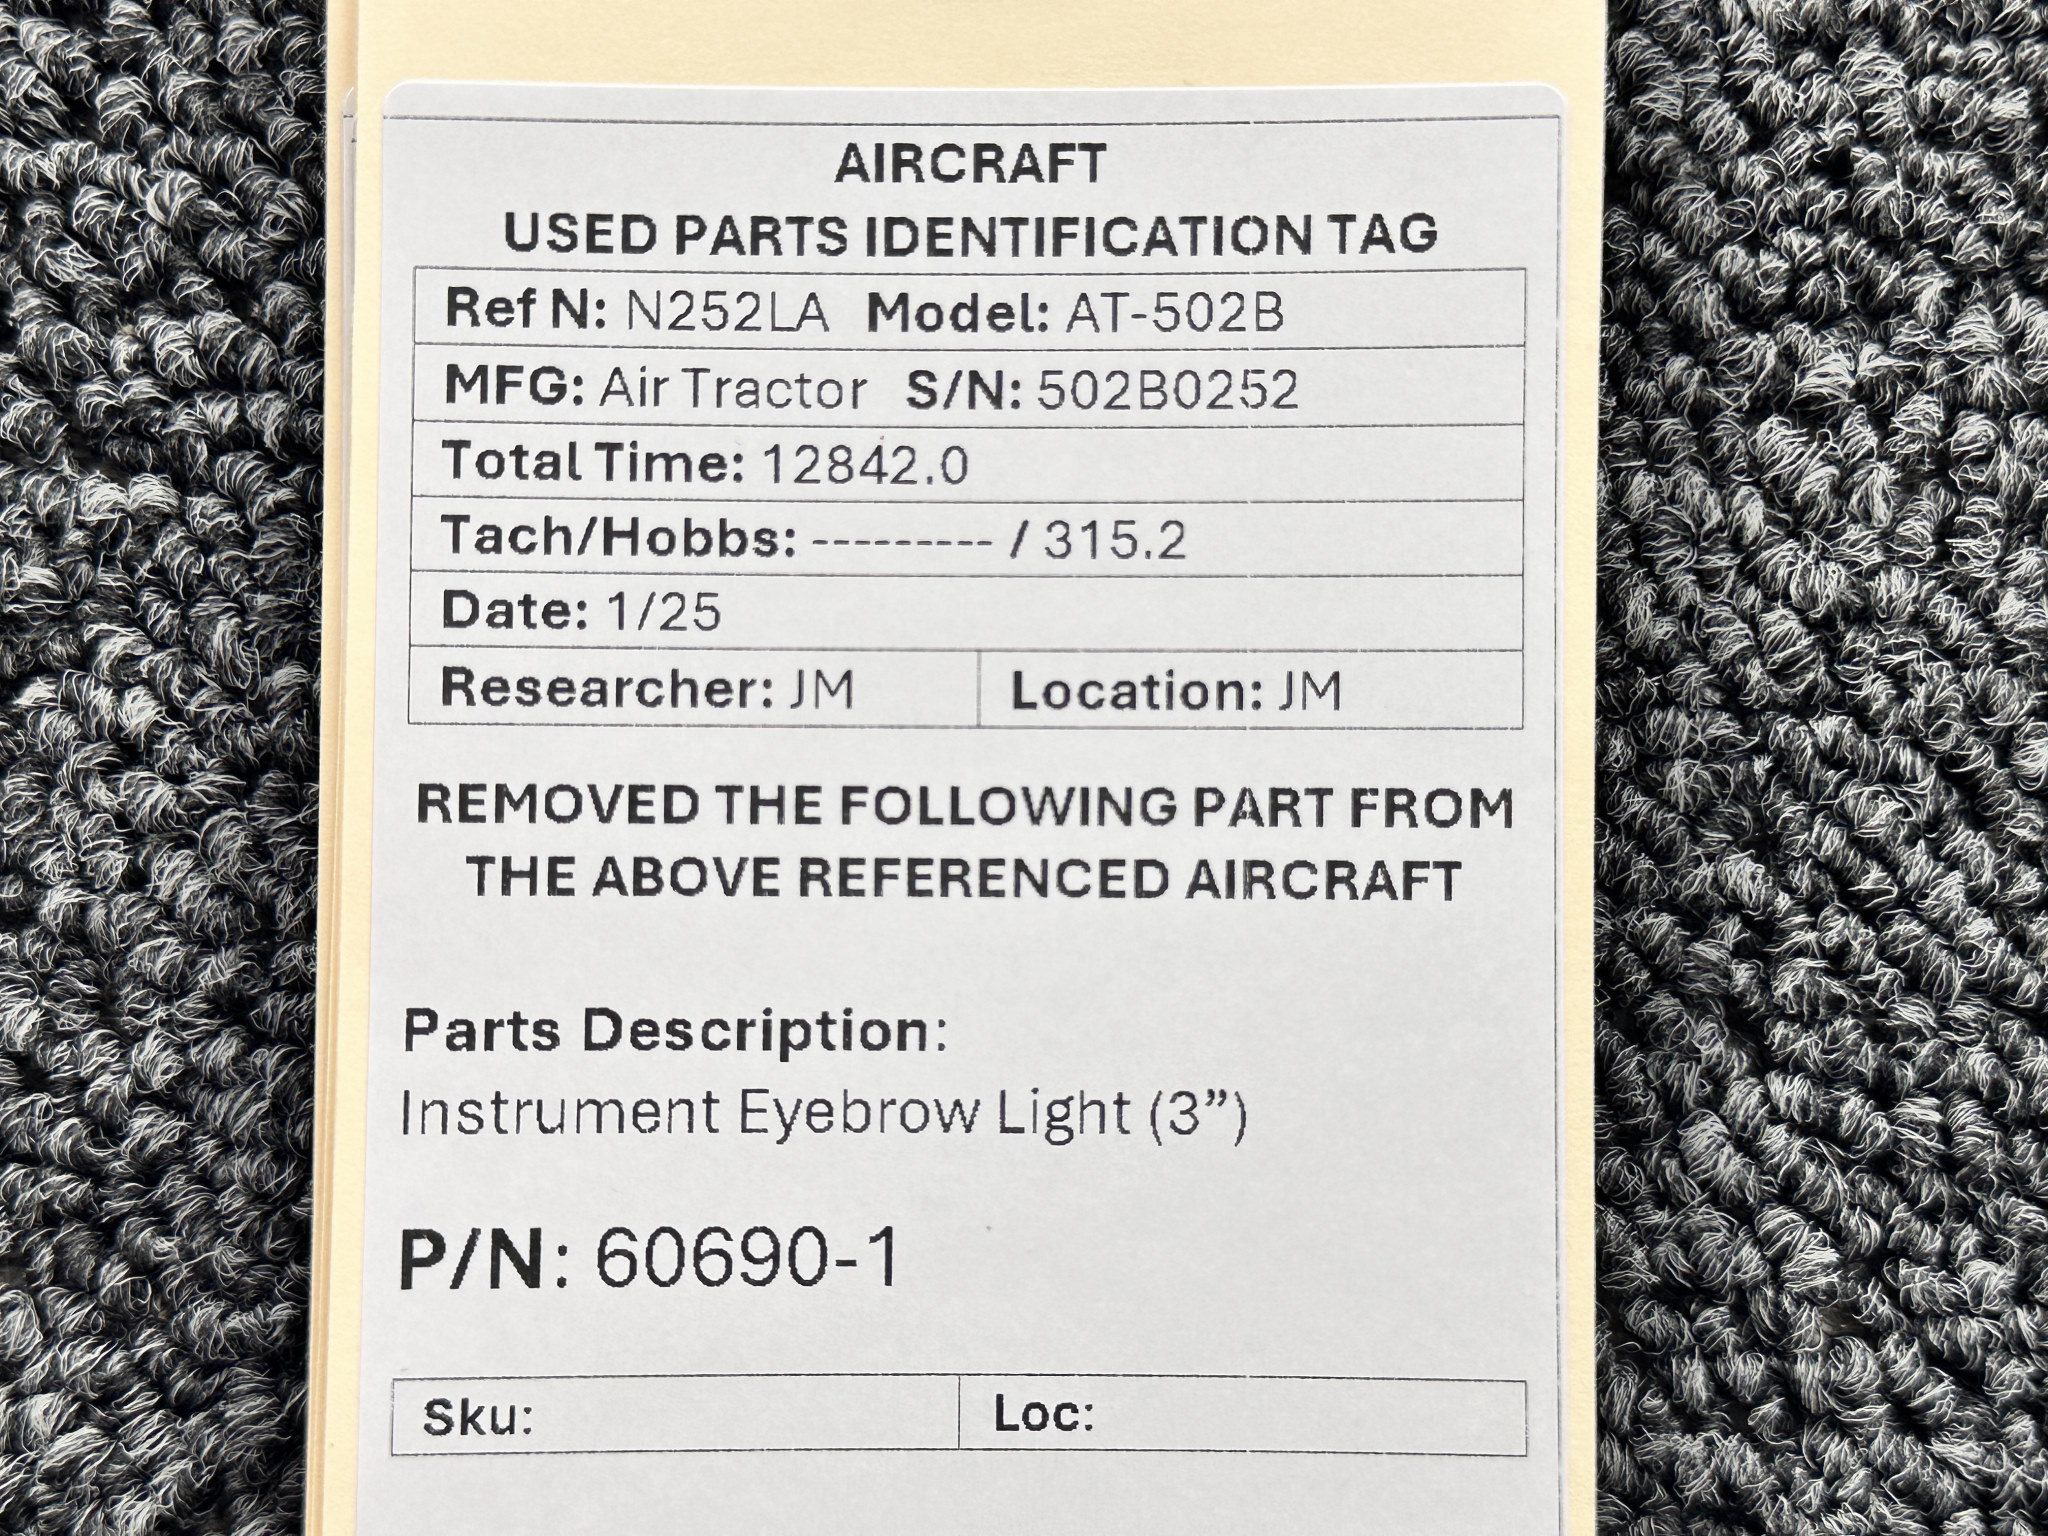 AIRCRAFT
USED PARTS IDENTIFICATION TAG
Ref N: N252LA Model: AT-502B
MFG: Air Tractor S/N: 502B0252
Total Time: 12842.0
Tach/Hobbs: --------- / 315.2
Date: 1/25
Researcher: JM Location: JM
REMOVED THE FOLLOWING PART FROM
THE ABOVE REFERENCED AIRCRAFT
Parts Description:
Instrument Eyebrow Light (3”)
P/N: 60690-1
Sku: Loc: